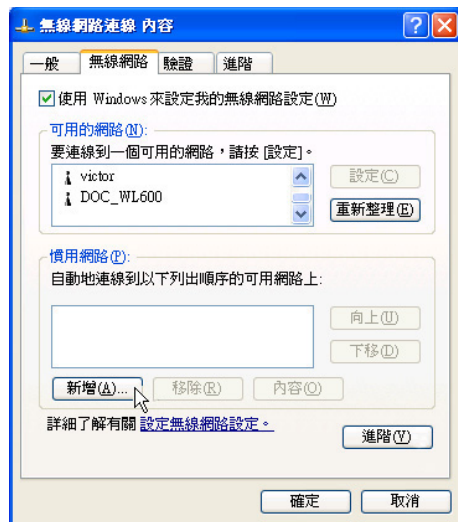 無線網路連線 內容
一般 無線網路 驗證 進階
使用 Windows 來設定我的無線網路設定(W)
可用的網路(N):
要連線到一個可用的網路，請按 [設定]。
victor
DOC_WL600
設定(C)
重新整理(E)
慣用網路(P):
自動地連線到以下列出順序的可用網路上:
向上(U)
下移(D)
新增(A)... 移除(R) 內容(O)
詳細了解有關 設定無線網路設定。
進階(V)
確定 取消